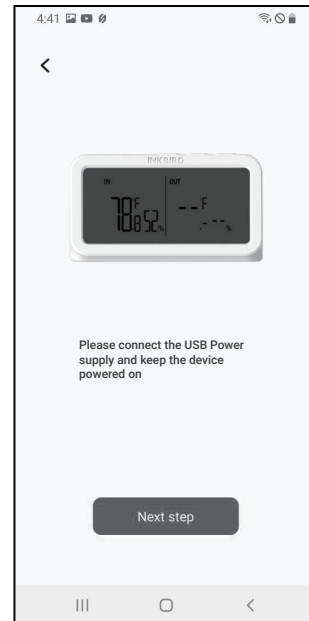 4:41
INKBIRD
IN
OUT
78.8°F
52%
--.-°F
--%
Please connect the USB Power
supply and keep the device
powered on
Next step